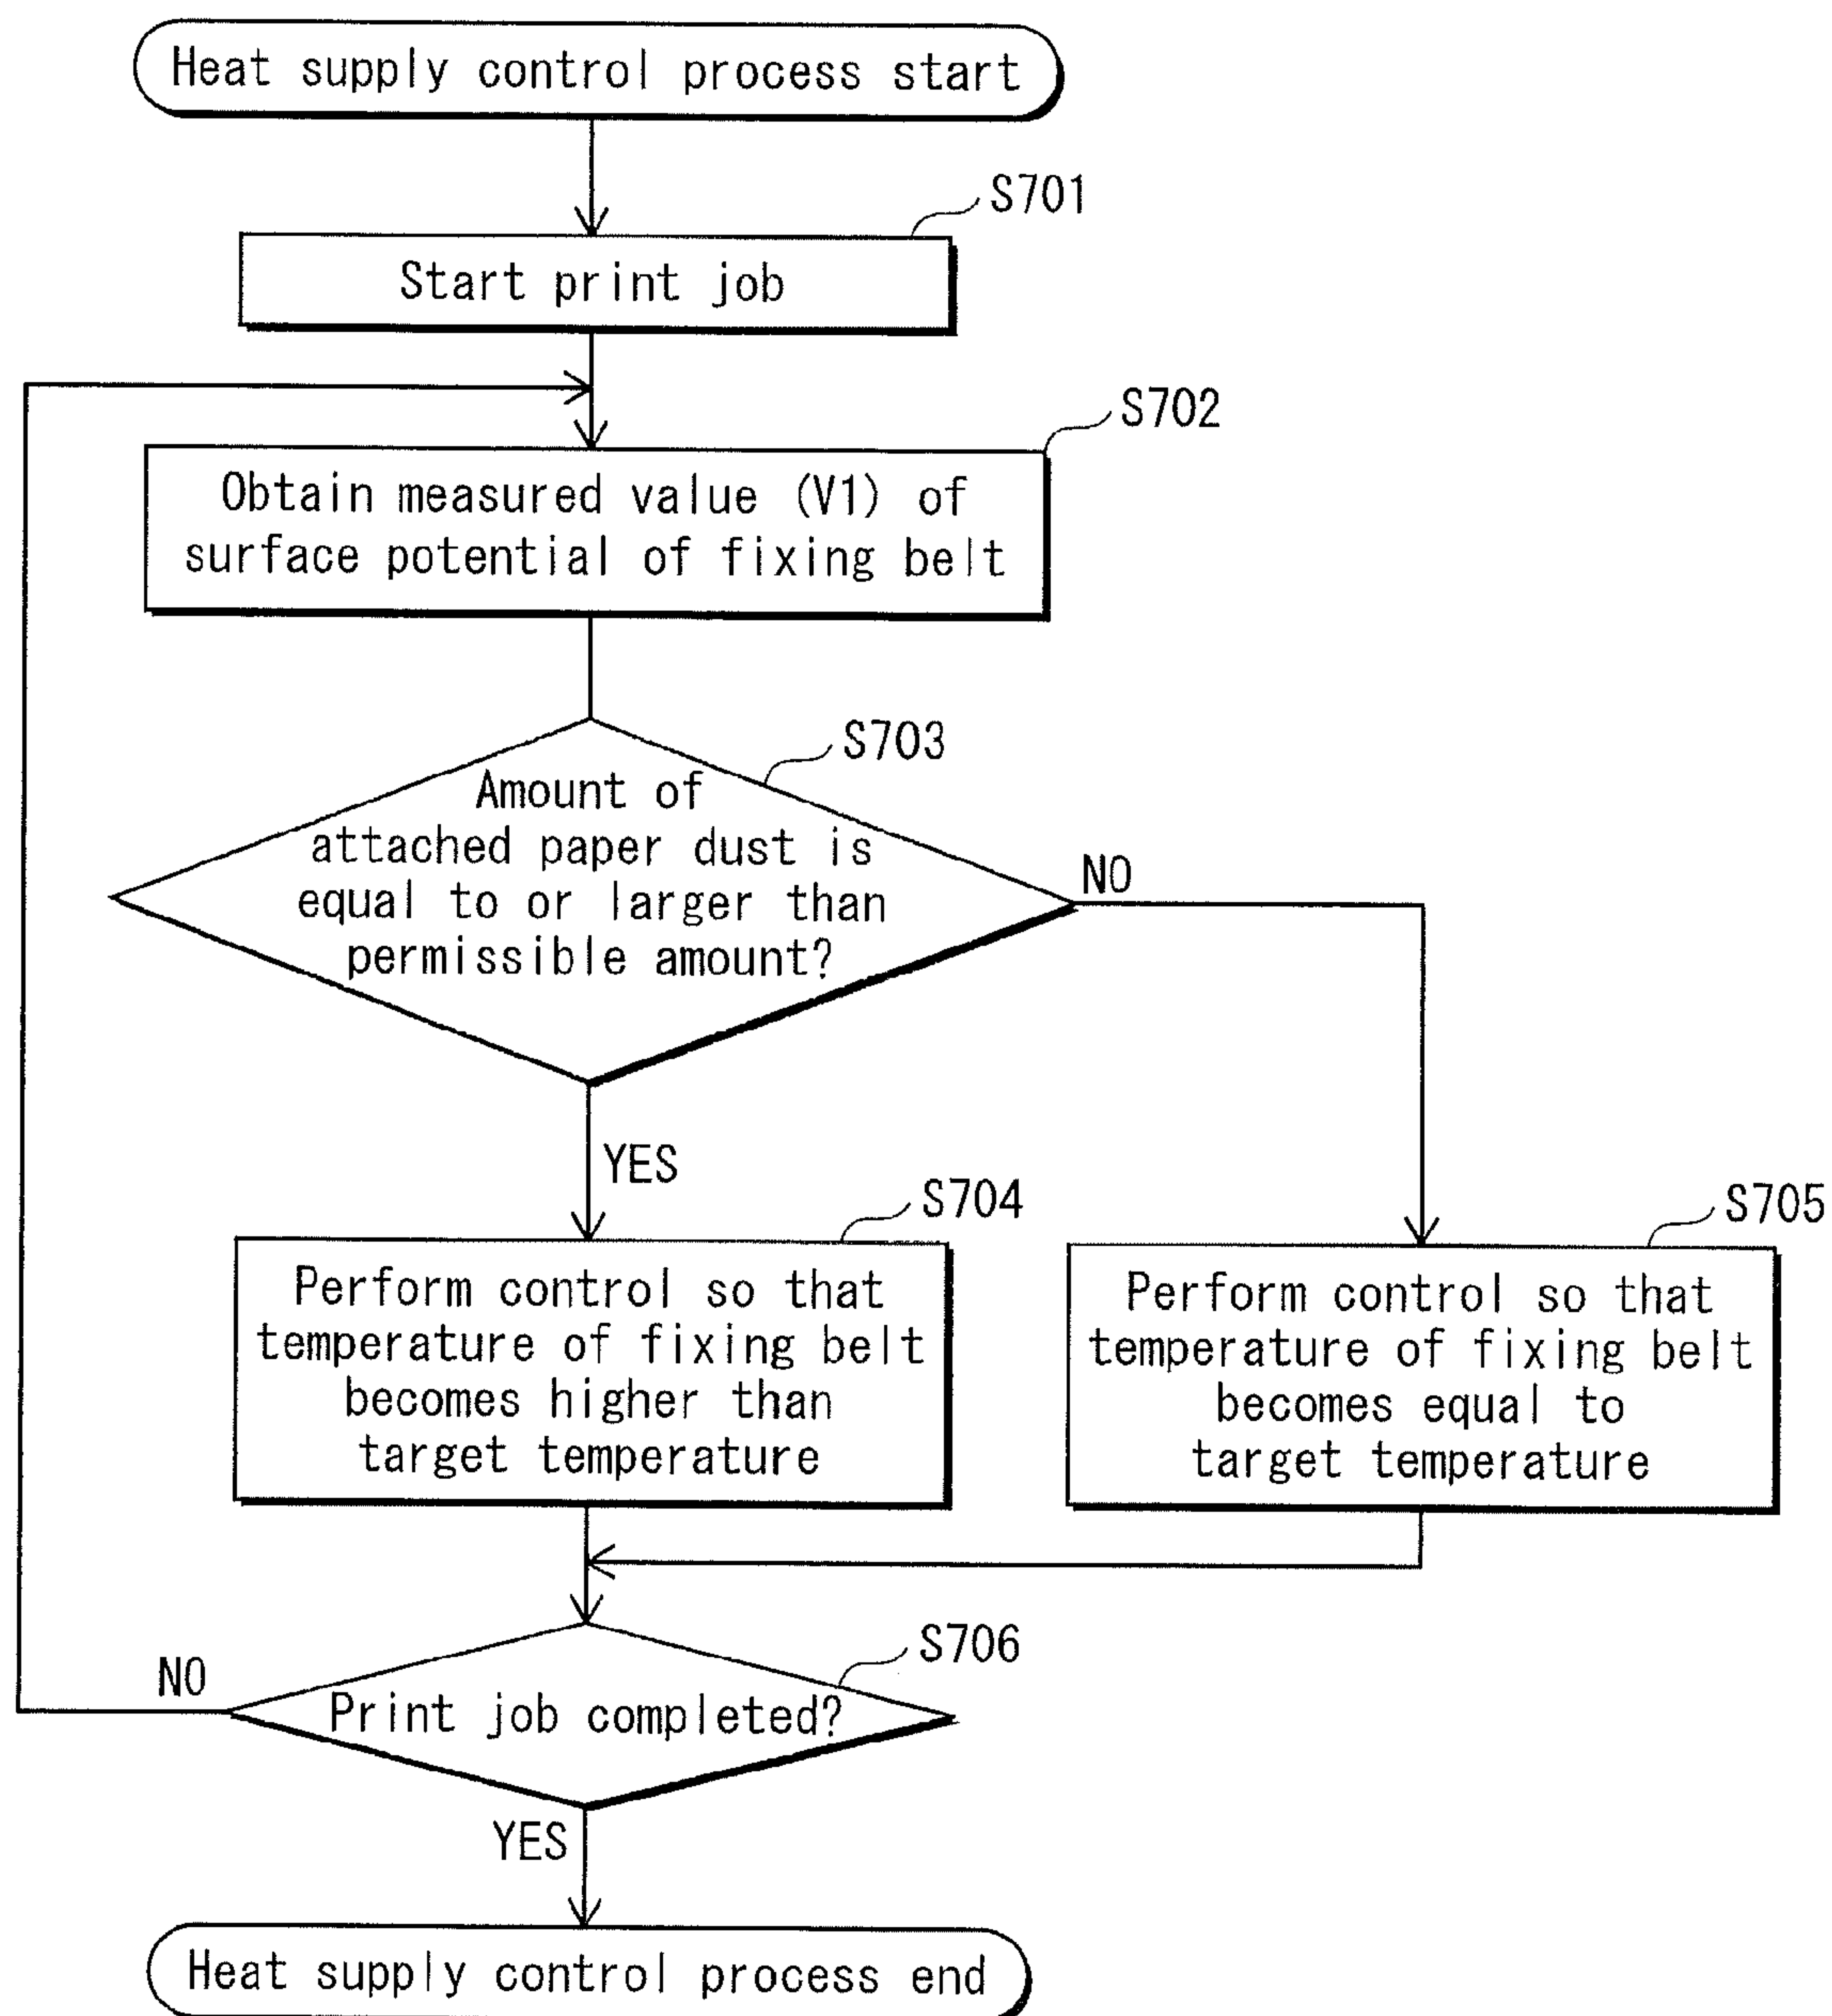 Heat supply control process start
S701
Start print job
S702
Obtain measured value (V1) of
surface potential of fixing belt
S703
Amount of
attached paper dust is
equal to or larger than
permissible amount?
NO
YES
S704
Perform control so that
temperature of fixing belt
becomes higher than
target temperature
S705
Perform control so that
temperature of fixing belt
becomes equal to
target temperature
S706
Print job completed?
NO
YES
Heat supply control process end